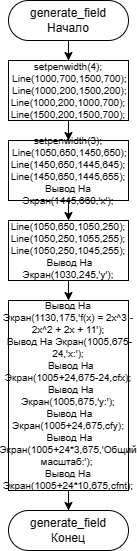 generate_field
Начало
setpenwidth(4);
Line(1000,700,1500,700);
Line(1000,200,1500,200);
Line(1000,200,1000,700);
Line(1500,200,1500,700);
setpenwidth(3);
Line(1050,650,1450,650);
Line(1450,650,1445,645);
Line(1450,650,1445,655);
Вывод На
Экран(1445,660,'x');
Line(1050,650,1050,250);
Line(1050,250,1055,255);
Line(1050,250,1045,255);
Вывод На
Экран(1030,245,'y');
Вывод На
Экран(1130,175,'f(x) = 2x^3 -
2x^2 + 2x + 11');
Вывод На Экран(1005,675-
24,'x:');
Вывод На
Экран(1005+24,675-24,cfx);
Вывод На
Экран(1005,675,'y:');
Вывод На
Экран(1005+24,675,cfy);
Вывод На
Экран(1005+24*3,675,'Общий
масштаб:');
Вывод На
Экран(1005+24*10,675,cfnt);
generate_field
Конец